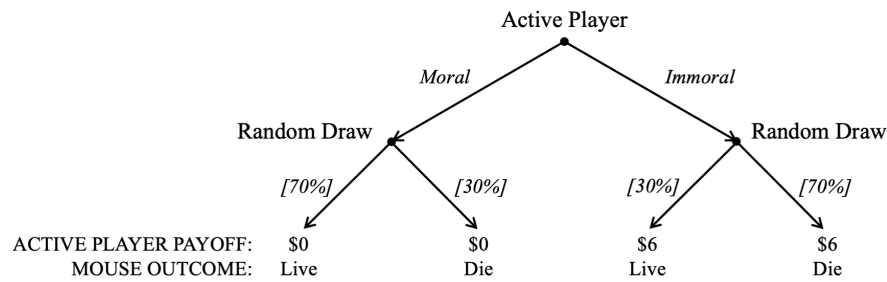 Active Player
Moral Immoral
Random Draw Random Draw
[70%] [30%] [30%] [70%]
ACTIVE PLAYER PAYOFF: $0 $0 $6 $6
MOUSE OUTCOME: Live Die Live Die